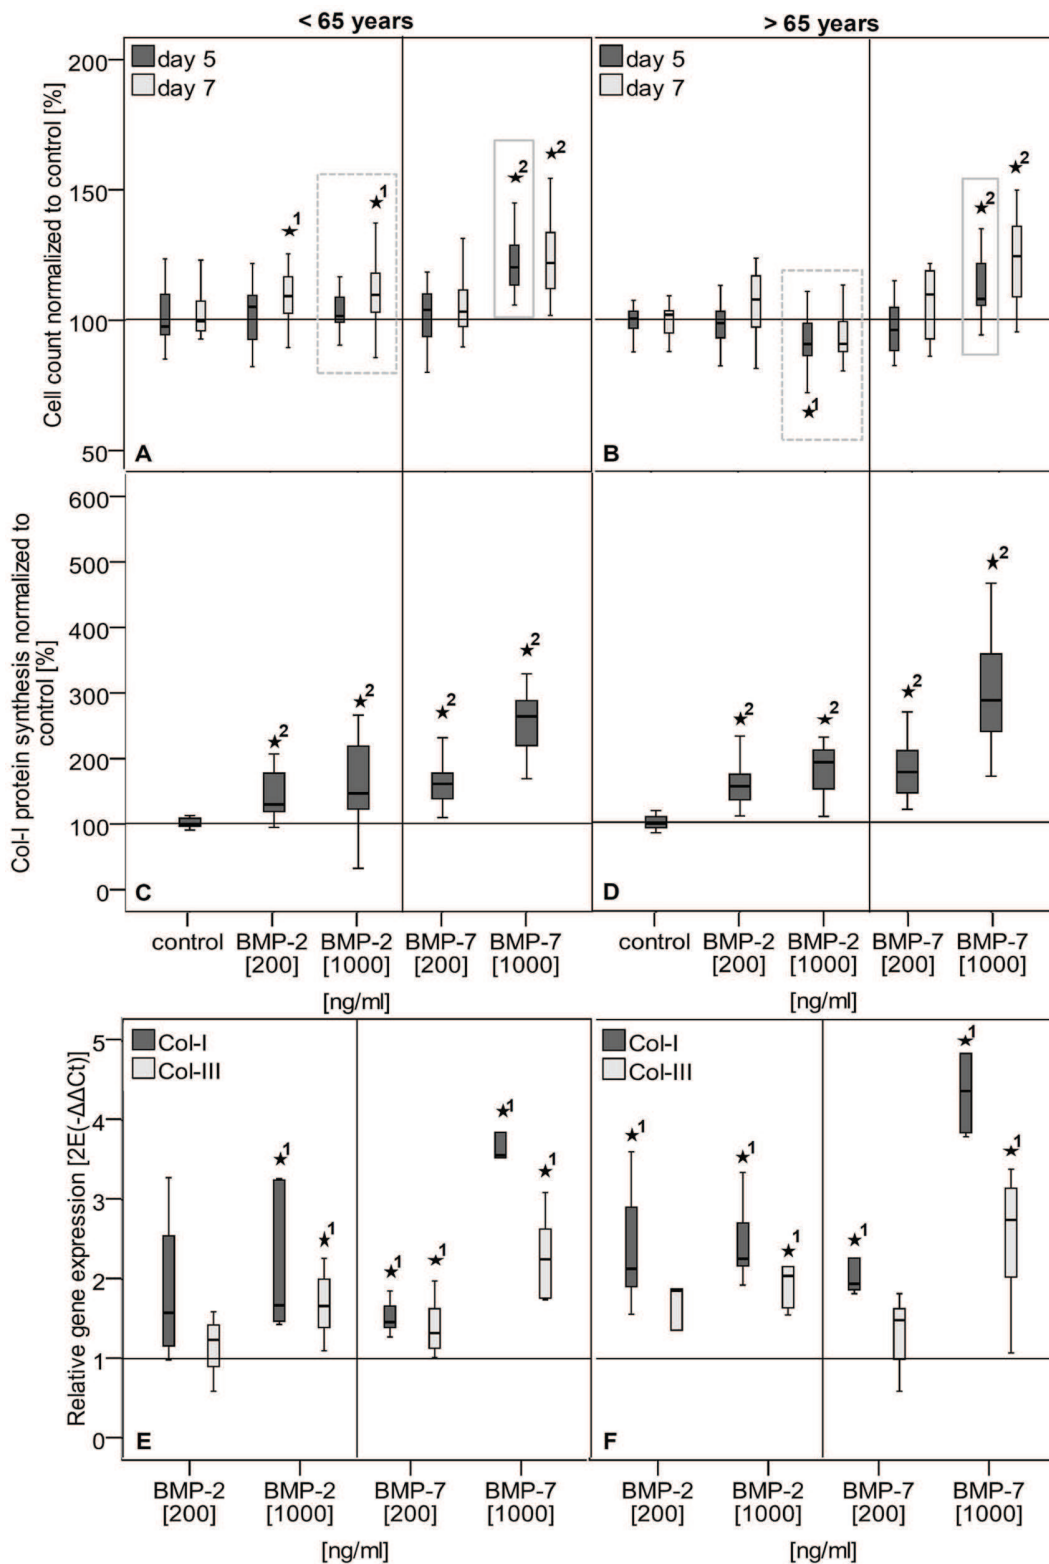 < 65 years
> 65 years
Cell count normalized to control [%]
200
150
100
50
day 5
day 7
★1
★1
★2
★2
A
day 5
day 7
★1
★2
★2
B
Col-I protein synthesis normalized to
control [%]
600
500
400
300
200
100
0
★2
★2
★2
★2
C
★2
★2
★2
★2
D
control
BMP-2
[200]
BMP-2
[1000]
BMP-7
[200]
BMP-7
[1000]
[ng/ml]
control
BMP-2
[200]
BMP-2
[1000]
BMP-7
[200]
BMP-7
[1000]
[ng/ml]
Relative gene expression [2E(-ΔΔCt)]
5
4
3
2
1
0
Col-I
Col-III
★1
★1
★1
★1
★1
★1
E
Col-I
Col-III
★1
★1
★1
★1
★1
★1
F
BMP-2
[200]
BMP-2
[1000]
BMP-7
[200]
BMP-7
[1000]
[ng/ml]
BMP-2
[200]
BMP-2
[1000]
BMP-7
[200]
BMP-7
[1000]
[ng/ml]